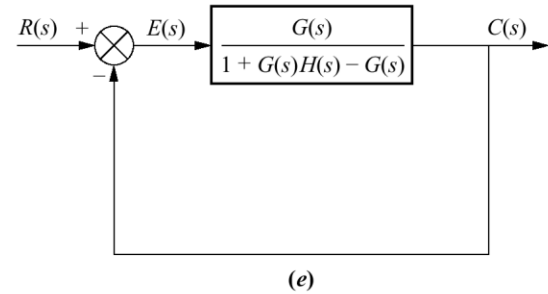 R(s) + E(s) G(s) C(s)
1 + G(s)H(s) − G(s)
−
(e)